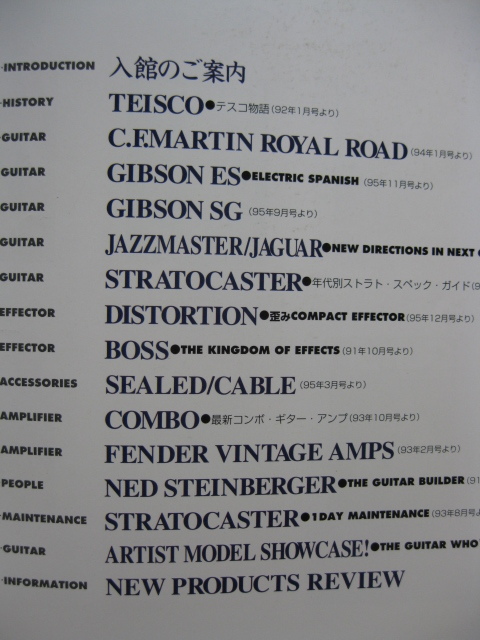 ·INTRODUCTION 入館のご案内
·HISTORY TEISCO●テスコ物語(92年1月号より)
·GUITAR C.F.MARTIN ROYAL ROAD(94年1月号より)
GUITAR GIBSON ES●ELECTRIC SPANISH (95年11月号より)
GUITAR GIBSON SG (95年9月号より)
GUITAR JAZZMASTER/JAGUAR●NEW DIRECTIONS IN NEXT
GUITAR STRATOCASTER●年代別ストラト・スペック・ガイド
EFFECTOR DISTORTION●歪みCOMPACT EFFECTOR(95年12月号より)
EFFECTOR BOSS●THE KINGDOM OF EFFECTS (91年10月号より)
ACCESSORIES SEALED/CABLE (95年3月号より)
AMPLIFIER COMBO●最新コンボ・ギター・アンプ(93年10月号より)
AMPLIFIER FENDER VINTAGE AMPS (93年2月号より)
·PEOPLE NED STEINBERGER●THE GUITAR BUILDER
·MAINTENANCE STRATOCASTER●1DAY MAINTENANCE(93年8月号よ
·GUITAR ARTIST MODEL SHOWCASE!●THE GUITAR WHO
·INFORMATION NEW PRODUCTS REVIEW